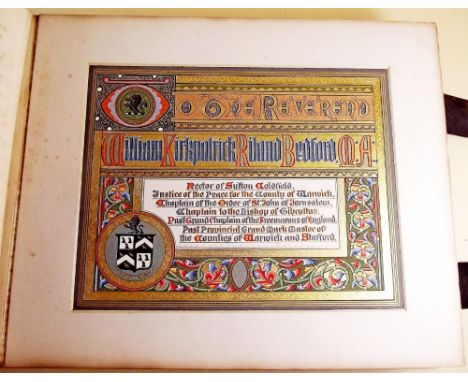 To The Reverend
William Kirkpatrick Riland Bedford, M.A
Rector of Sutton Coldfield,
Justice of the Peace for the County of Warwick,
Chaplain of the Order of St. John of Jerusalem,
Chaplain to the Bishop of Gibraltar,
Past Grand Chaplain of the Freemasons of England,
Past Provincial Grand Mark Master of
the Counties of Warwick and Stafford.